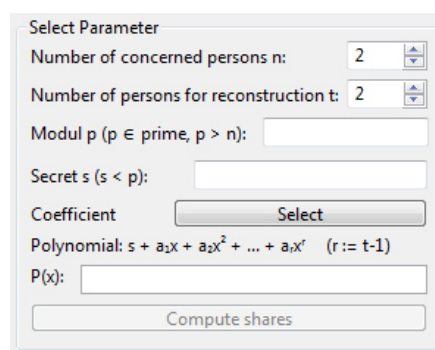 Select Parameter
Number of concerned persons n: 2
Number of persons for reconstruction t: 2
Modul p (p ∈ prime, p > n):
Secret s (s < p):
Coefficient Select
Polynomial: s + a₁x + a₂x² + ... + aᵣxʳ (r := t-1)
P(x):
Compute shares